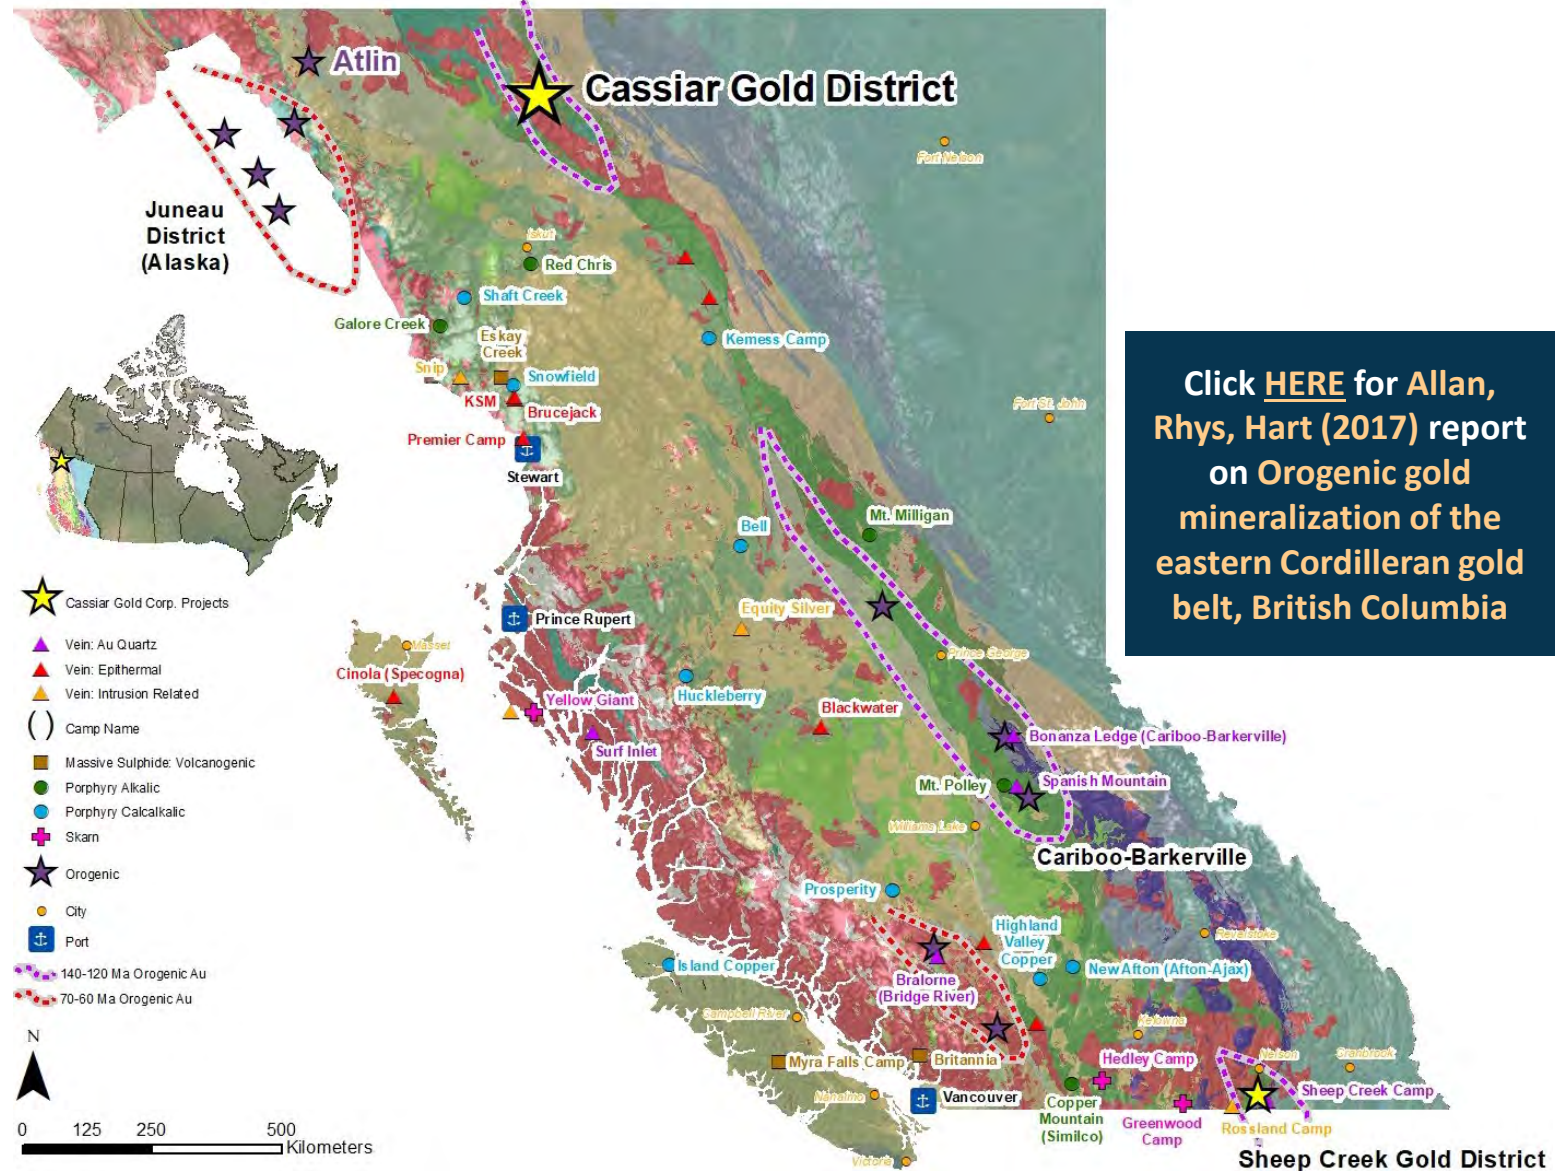 Atlin
Cassiar Gold District
Fort Nelson
Juneau
District
(Alaska)
Iskut
Red Chris
Shaft Creek
Galore Creek
Eskay
Creek
Kemess Camp
Snip
Snowfield
KSM
Brucejack
Fort St. John
Premier Camp
Stewart
Click HERE for Allan,
Rhys, Hart (2017) report
on Orogenic gold
mineralization of the
eastern Cordilleran gold
belt, British Columbia
Mt. Milligan
Bell
Equity Silver
Prince Rupert
Masset
Prince George
Cinola (Specogna)
Huckleberry
Yellow Giant
Surf Inlet
Blackwater
Bonanza Ledge (Cariboo-Barkerville)
Mt. Polley
Spanish Mountain
Williams Lake
Cariboo-Barkerville
Prosperity
Highland
Valley
Copper
Revelstoke
Island Copper
New Afton (Afton-Ajax)
Bralorne
(Bridge River)
Campbell River
Kelowna
Myra Falls Camp
Britannia
Hedley Camp
Nelson
Cranbrook
Nanaimo
Vancouver
Copper
Mountain
(Similco)
Greenwood
Camp
Sheep Creek Camp
Rossland Camp
Victoria
Sheep Creek Gold District
Cassiar Gold Corp. Projects
Vein: Au Quartz
Vein: Epithermal
Vein: Intrusion Related
( ) Camp Name
Massive Sulphide: Volcanogenic
Porphyry Alkalic
Porphyry Calcalkalic
Skarn
Orogenic
City
Port
140-120 Ma Orogenic Au
70-60 Ma Orogenic Au
N
0 125 250 500
Kilometers